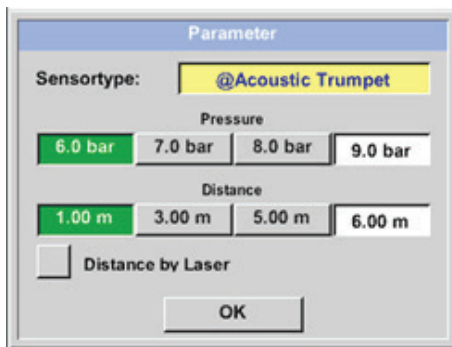 Parameter
Sensortype: @Acoustic Trumpet
Pressure
6.0 bar 7.0 bar 8.0 bar 9.0 bar
Distance
1.00 m 3.00 m 5.00 m 6.00 m
Distance by Laser
OK